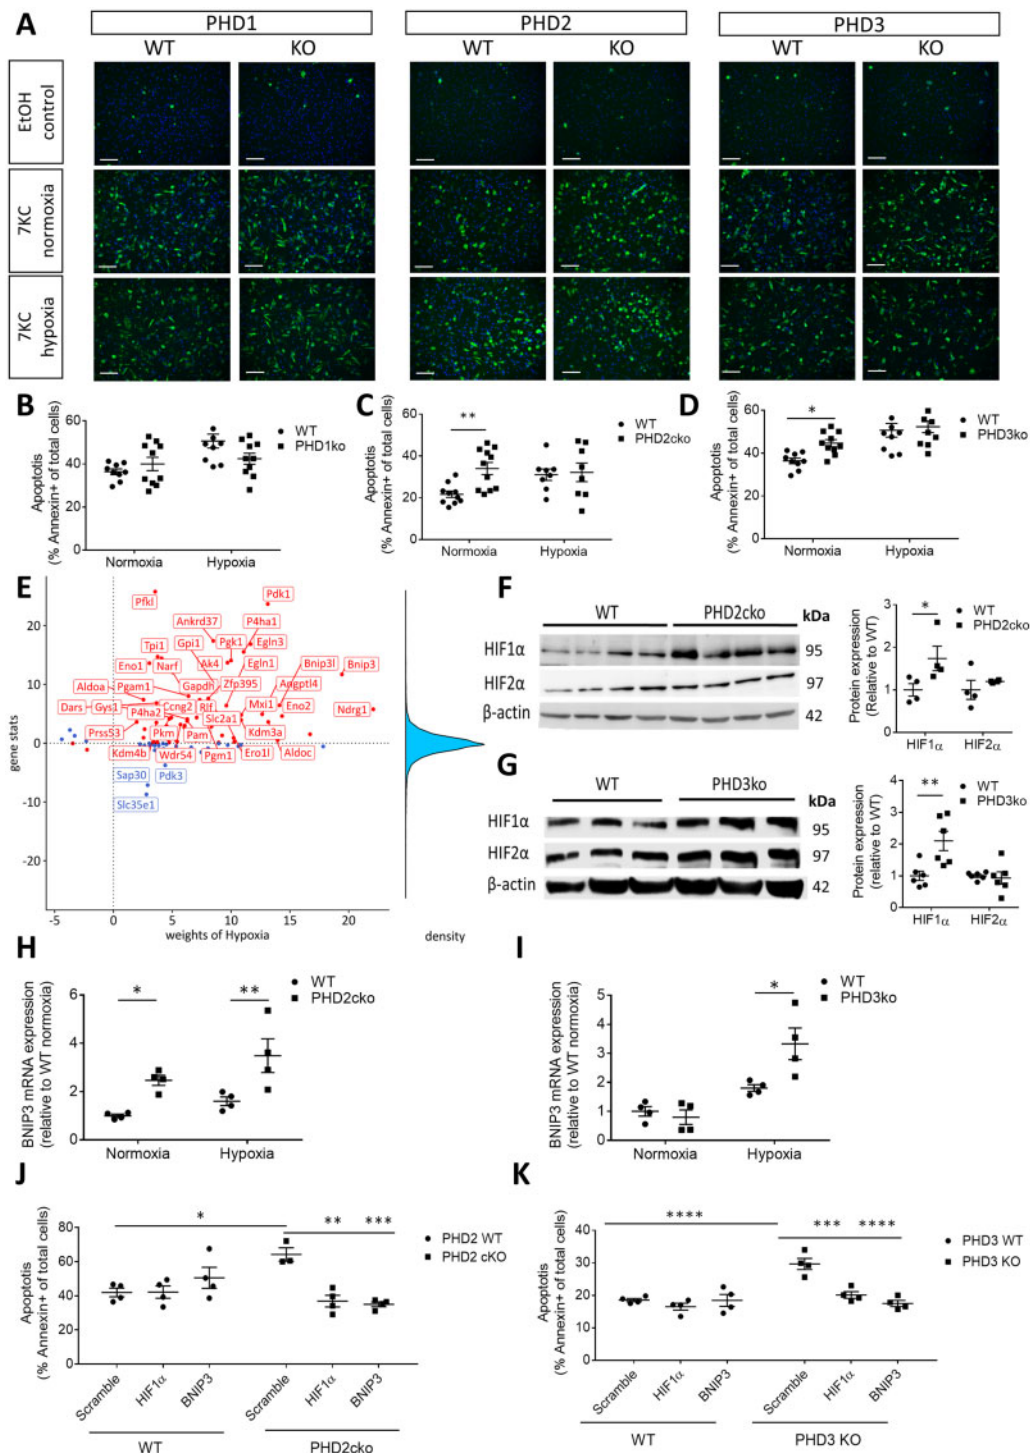 A
PHD1 PHD2 PHD3
WT KO WT KO WT KO
EtOH control
7KC normoxia
7KC hypoxia
B
Apoptotis
(% Annexin+ of total cells)
60
40
20
0
Normoxia Hypoxia
WT
PHD1ko
C
Apoptotis
(% Annexin+ of total cells)
60
40
20
0
**
Normoxia Hypoxia
WT
PHD2cko
D
Apoptotis
(% Annexin+ of total cells)
60
40
20
0
*
Normoxia Hypoxia
WT
PHD3ko
E
gene stats
20
10
0
-10
-20
Pfkl
Pdk1
Ankrd37
P4ha1
Tpi1
Gpi1
Pgk1
Egln3
Eno1
Narf
Ak4
Egln1
Bnip3l
Bnip3
Aldoa
Pgam1
Gapdh
Zfp395
Angptl4
Dars
Gys1
Ccng2
Rlf
Mxi1
Eno2
Ndrg1
P4ha2
Slc2a1
Prss53
Pkm
Pam
Kdm3a
Kdm4b
Wdr54
Pgm1
Ero1l
Aldoc
Sap30
Pdk3
Slc35e1
-5 0 5 10 15 20
weights of Hypoxia
density
F
WT PHD2cko kDa
HIF1α 95
HIF2α 97
β-actin 42
Protein expression
(Relative to WT)
3
2
1
0
*
HIF1α HIF2α
WT
PHD2cko
G
WT PHD3ko kDa
HIF1α 95
HIF2α 97
β-actin 42
Protein expression
(relative to WT)
4
3
2
1
0
**
HIF1α HIF2α
WT
PHD3ko
H
BNIP3 mRNA expression
(relative to WT normoxia)
6
4
2
0
* **
Normoxia Hypoxia
WT
PHD2cko
I
BNIP3 mRNA expression
(relative to WT normoxia)
5
4
3
2
1
0
*
Normoxia Hypoxia
WT
PHD3ko
J
Apoptotis
(% Annexin+ of total cells)
80
60
40
20
0
* ** ***
PHD2 WT
PHD2 cKO
Scramble HIF1α BNIP3 Scramble HIF1α BNIP3
WT PHD2cko
K
Apoptotis
(% Annexin+ of total cells)
40
30
20
10
0
**** *** ****
PHD3 WT
PHD3 KO
Scramble HIF1α BNIP3 Scramble HIF1α BNIP3
WT PHD3 KO